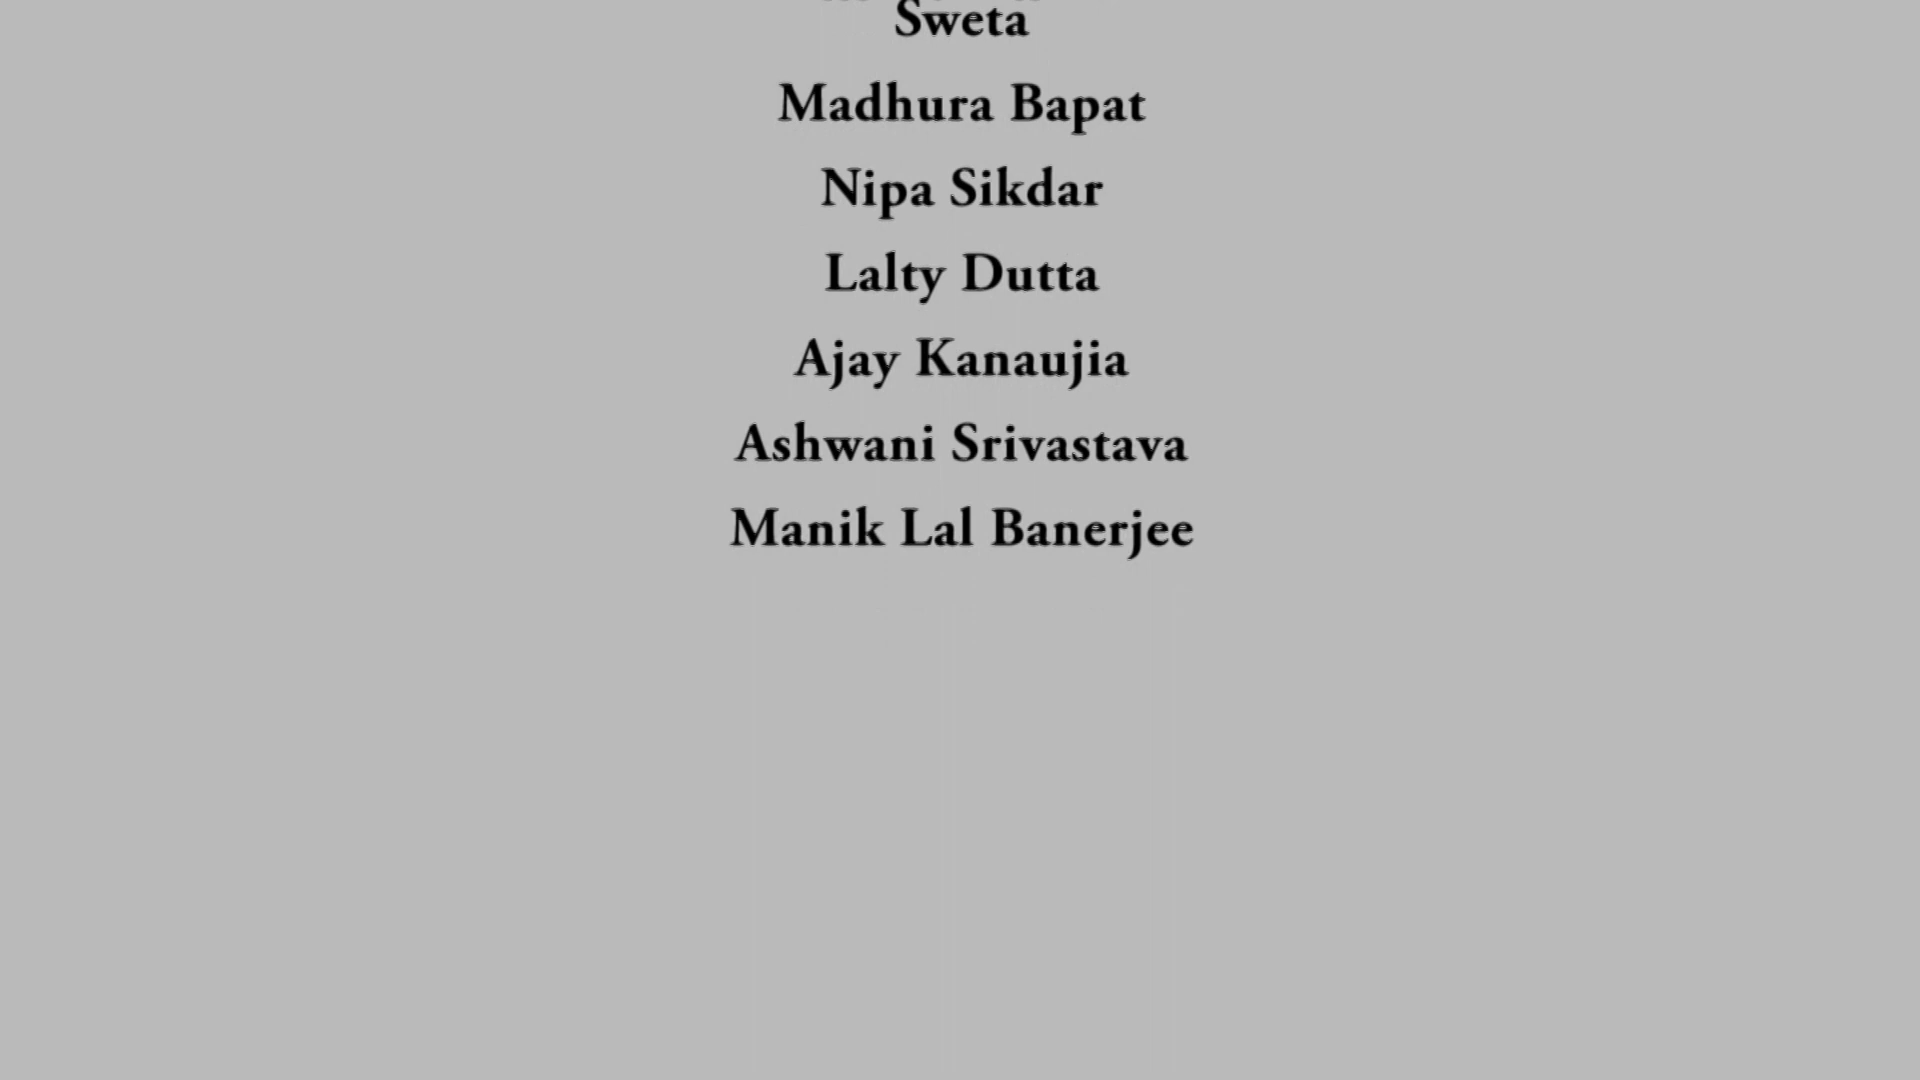 Sweta
Madhura Bapat
Nipa Sikdar
Lalty Dutta
Ajay Kanaujia
Ashwani Srivastava
Manik Lal Banerjee